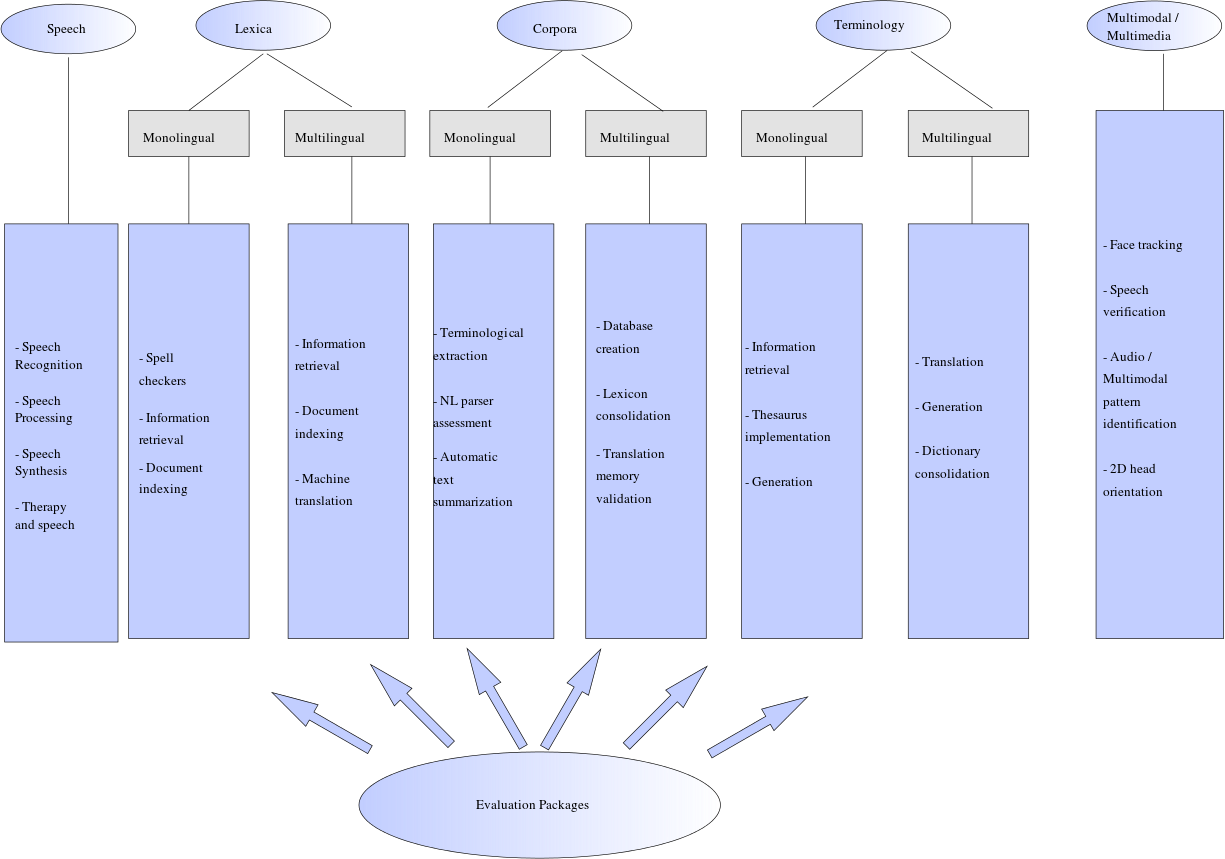 Speech
Lexica
Corpora
Terminology
Multimodal /
Multimedia
Monolingual
Multilingual
Monolingual
Multilingual
Monolingual
Multilingual
- Speech
Recognition
- Speech
Processing
- Speech
Synthesis
- Therapy
and speech
- Spell
checkers
- Information
retrieval
- Document
indexing
- Information
retrieval
- Document
indexing
- Machine
translation
- Terminological
extraction
- NL parser
assessment
- Automatic
text
summarization
- Database
creation
- Lexicon
consolidation
- Translation
memory
validation
- Information
retrieval
- Thesaurus
implementation
- Generation
- Translation
- Generation
- Dictionary
consolidation
- Face tracking
- Speech
verification
- Audio /
Multimodal
pattern
identification
- 2D head
orientation
Evaluation Packages